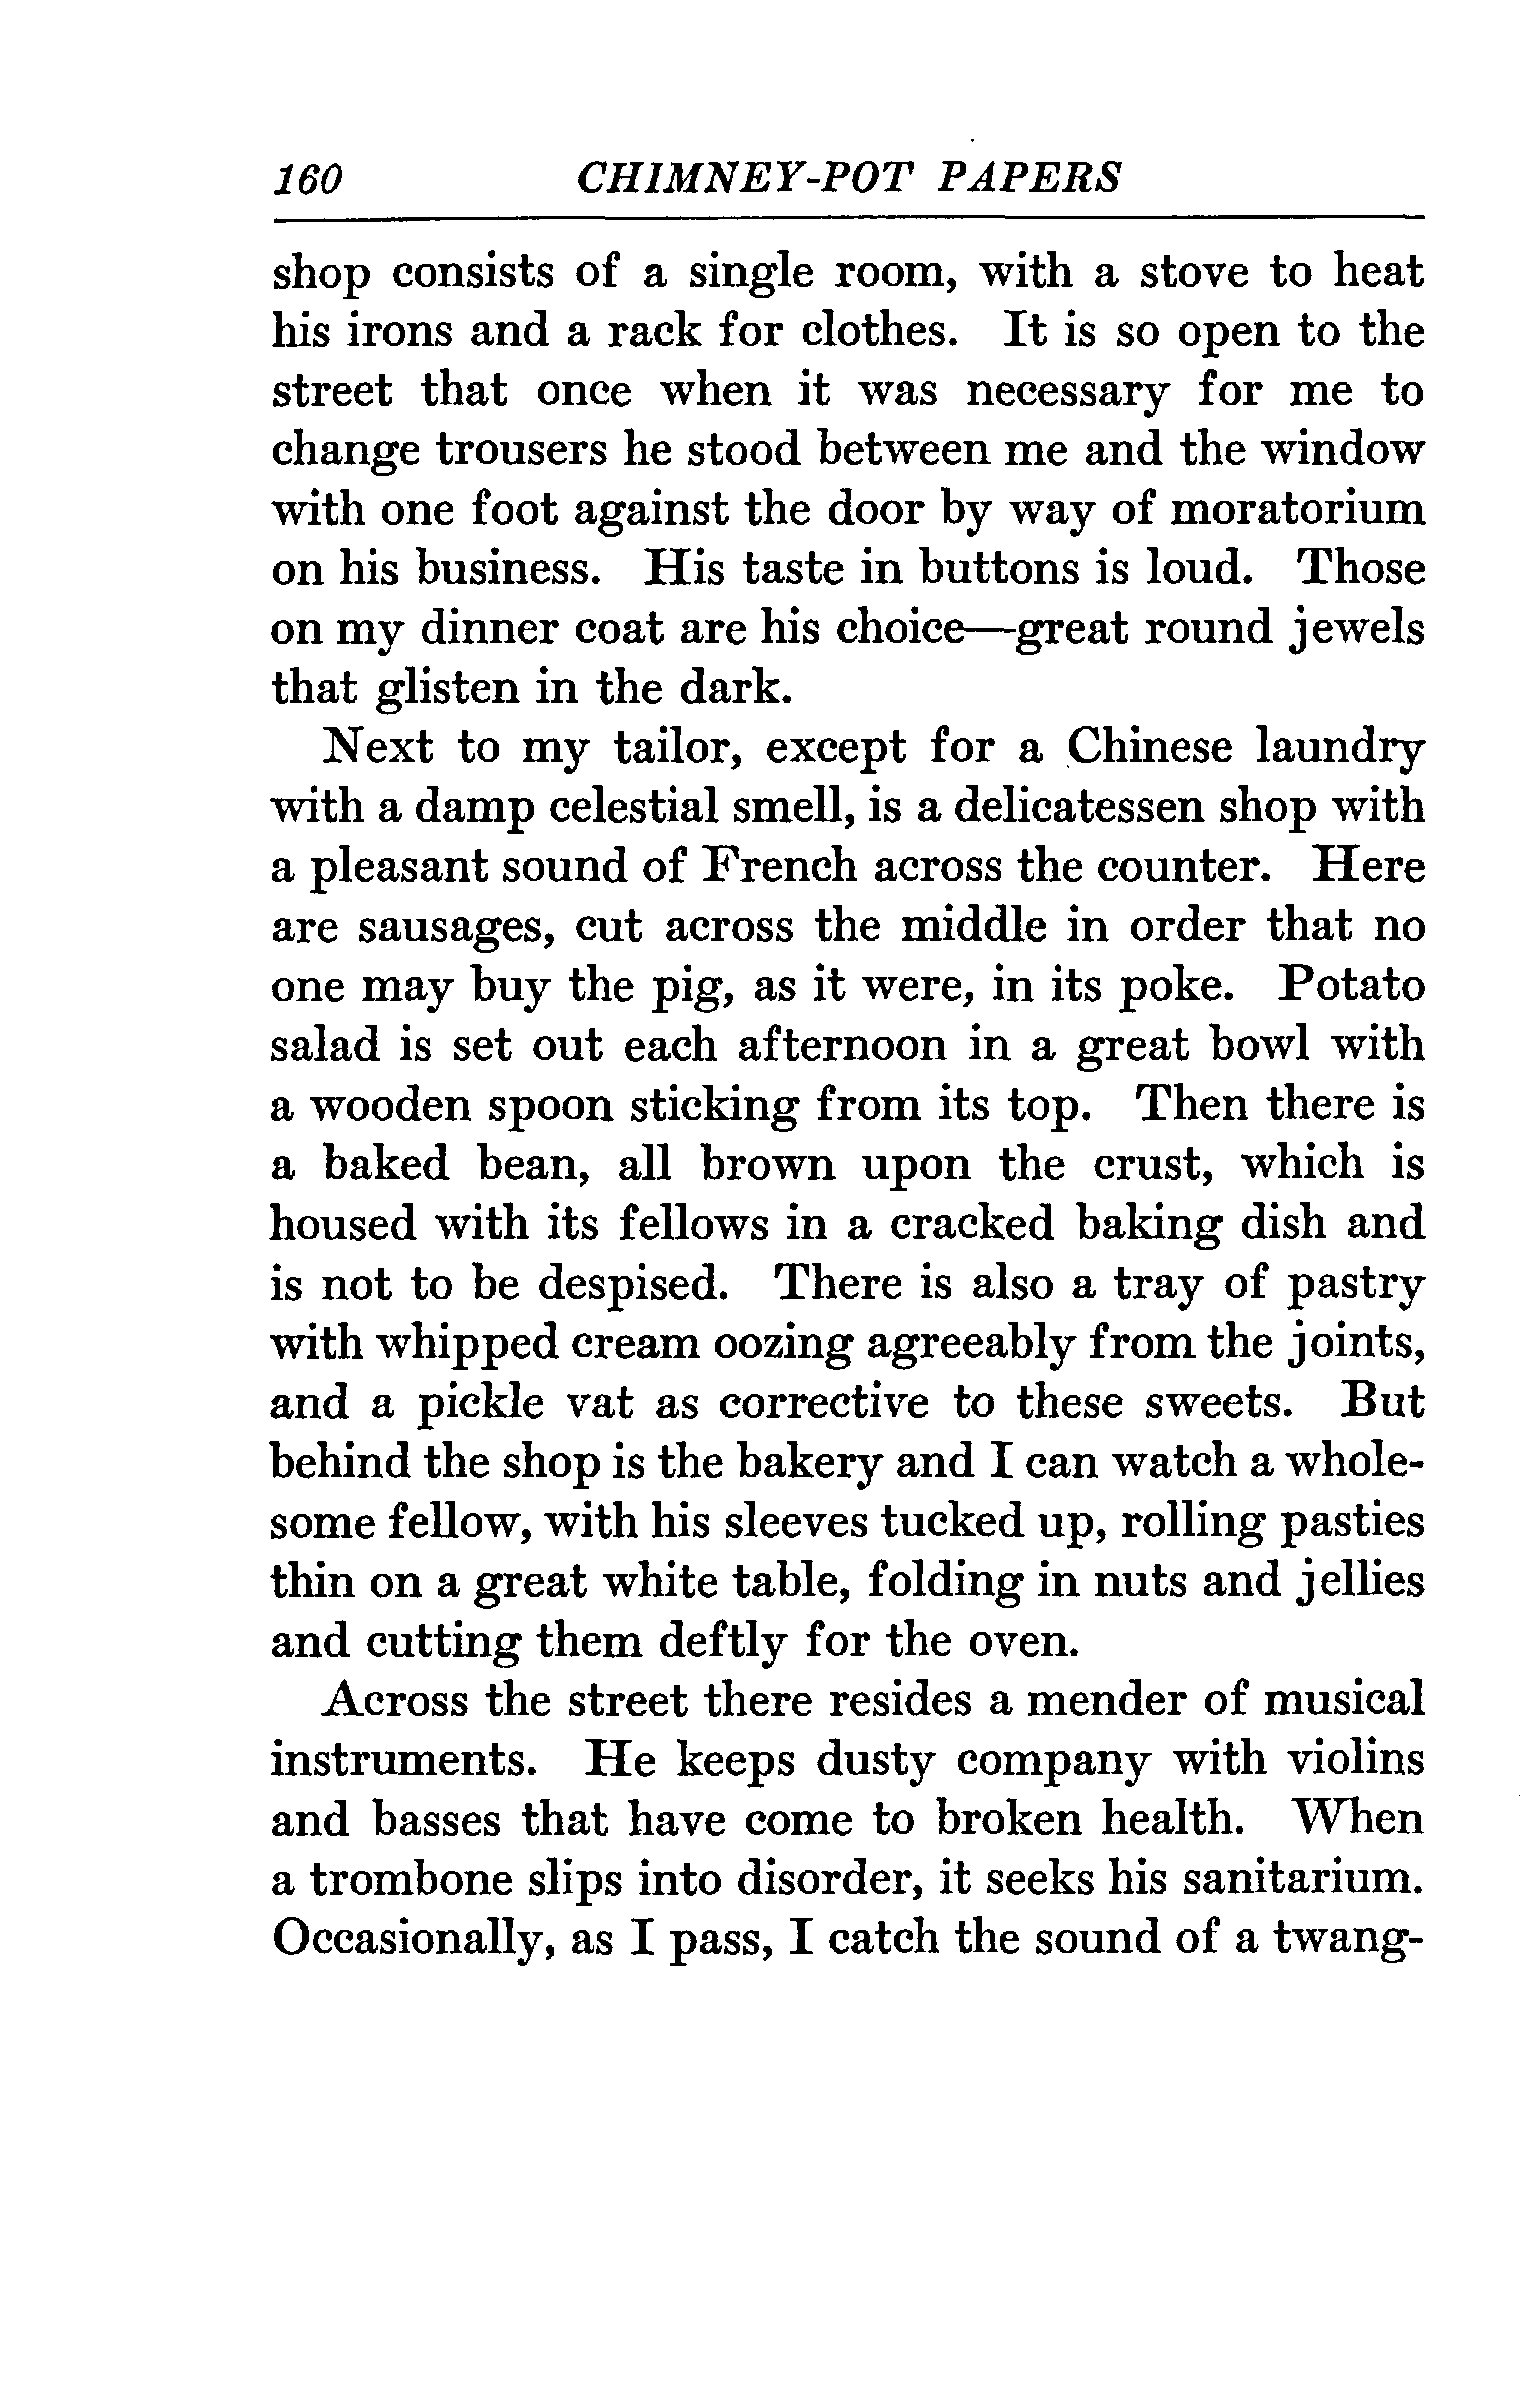 160 CHIMNEY-POT PAPERS
shop consists of a single room, with a stove to heat
his irons and a rack for clothes. It is so open to the
street that once when it was necessary for me to
change trousers he stood between me and the window
with one foot against the door by way of moratorium
on his business. His taste in buttons is loud. Those
on my dinner coat are his choice—great round jewels
that glisten in the dark.
Next to my tailor, except for a Chinese laundry
with a damp celestial smell, is a delicatessen shop with
a pleasant sound of French across the counter. Here
are sausages, cut across the middle in order that no
one may buy the pig, as it were, in its poke. Potato
salad is set out each afternoon in a great bowl with
a wooden spoon sticking from its top. Then there is
a baked bean, all brown upon the crust, which is
housed with its fellows in a cracked baking dish and
is not to be despised. There is also a tray of pastry
with whipped cream oozing agreeably from the joints,
and a pickle vat as corrective to these sweets. But
behind the shop is the bakery and I can watch a whole-
some fellow, with his sleeves tucked up, rolling pasties
thin on a great white table, folding in nuts and jellies
and cutting them deftly for the oven.
Across the street there resides a mender of musical
instruments. He keeps dusty company with violins
and basses that have come to broken health. When
a trombone slips into disorder, it seeks his sanitarium.
Occasionally, as I pass, I catch the sound of a twang-